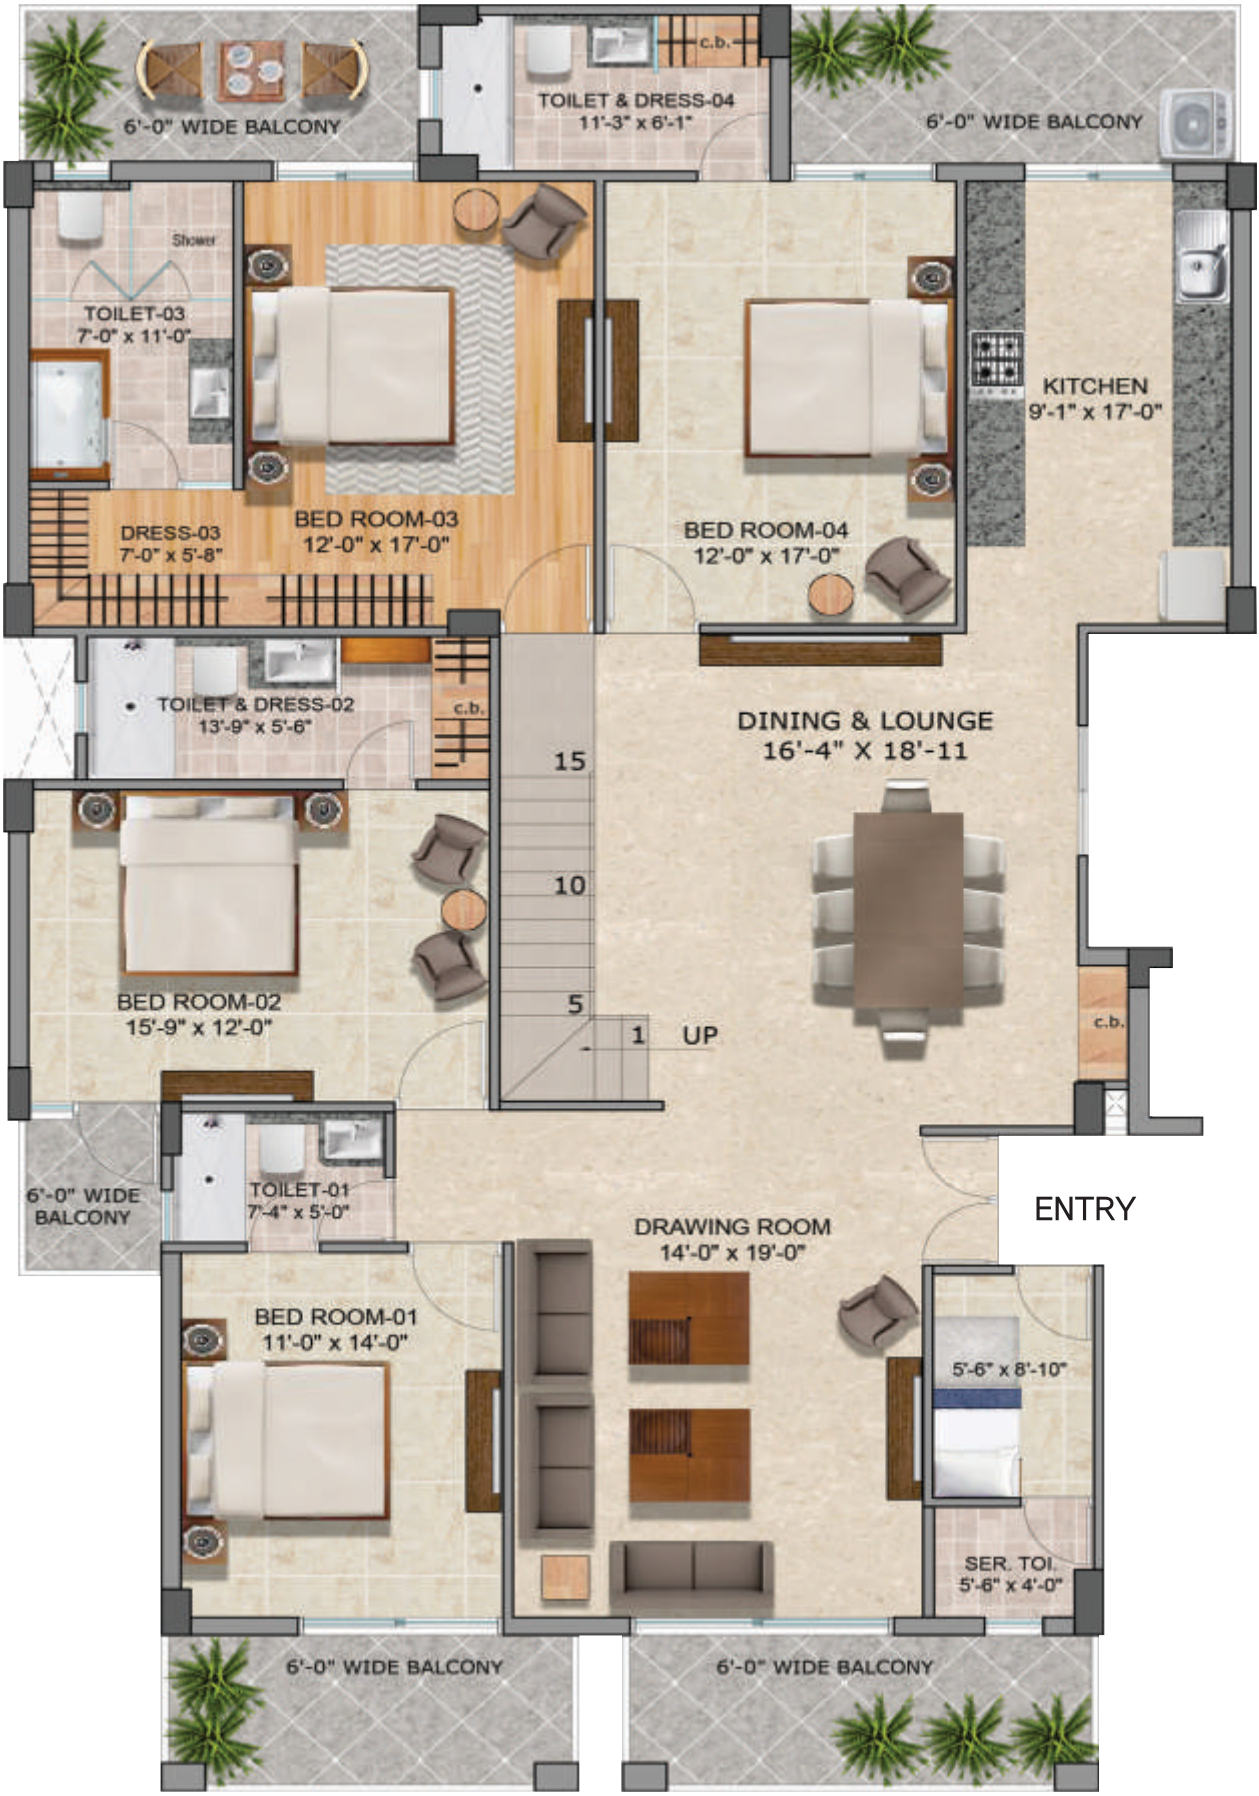 c.b.
TOILET & DRESS-04
11'-3" x 6'-1"
6'-0" WIDE BALCONY
6'-0" WIDE BALCONY
Shower
TOILET-03
7'-0" x 11'-0"
KITCHEN
9'-1" x 17'-0"
BED ROOM-03
12'-0" x 17'-0"
DRESS-03
7'-0" x 5'-8"
BED ROOM-04
12'-0" x 17'-0"
TOILET & DRESS-02
13'-9" x 5'-6"
c.b.
DINING & LOUNGE
16'-4" X 18'-11
15
10
5
1
UP
BED ROOM-02
15'-9" x 12'-0"
c.b.
6'-0" WIDE
BALCONY
TOILET-01
7'-4" x 5'-0"
ENTRY
DRAWING ROOM
14'-0" x 19'-0"
BED ROOM-01
11'-0" x 14'-0"
5'-6" x 8'-10"
SER. TOI.
5'-6" x 4'-0"
6'-0" WIDE BALCONY
6'-0" WIDE BALCONY